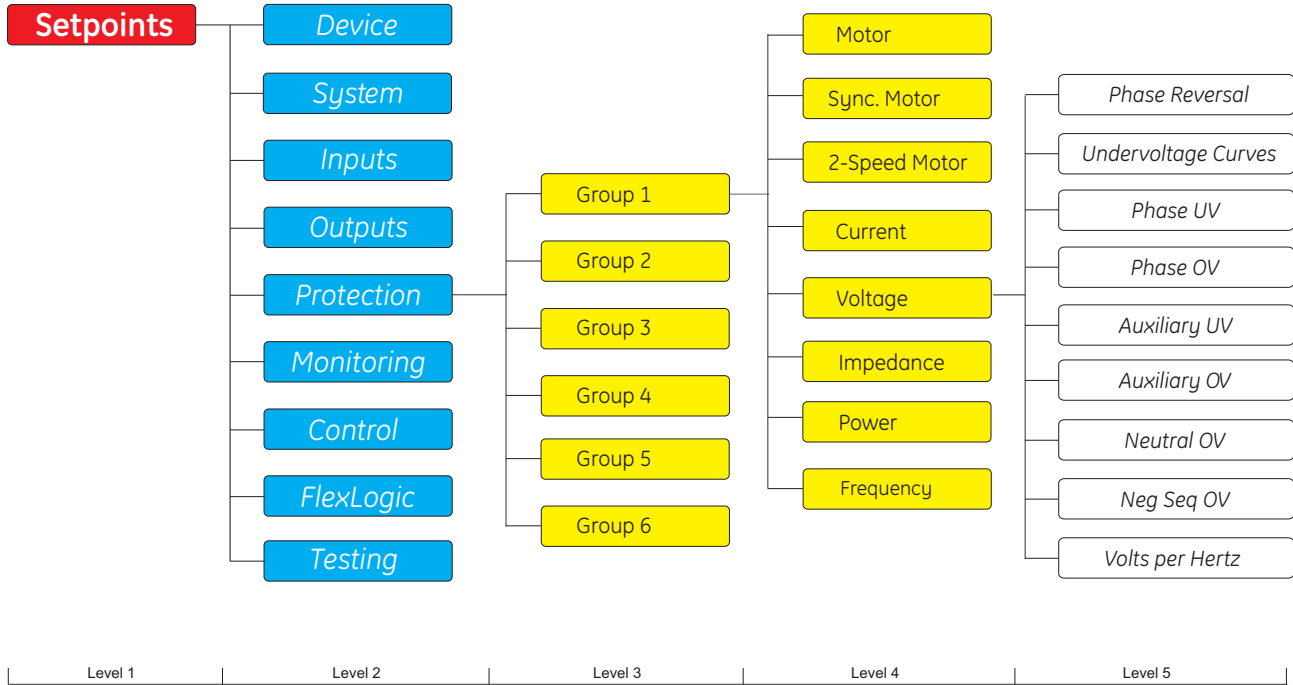 Setpoints
Device
System
Inputs
Outputs
Protection
Monitoring
Control
FlexLogic
Testing
Group 1
Group 2
Group 3
Group 4
Group 5
Group 6
Motor
Sync. Motor
2-Speed Motor
Current
Voltage
Impedance
Power
Frequency
Phase Reversal
Undervoltage Curves
Phase UV
Phase OV
Auxiliary UV
Auxiliary OV
Neutral OV
Neg Seq OV
Volts per Hertz
Level 1
Level 2
Level 3
Level 4
Level 5